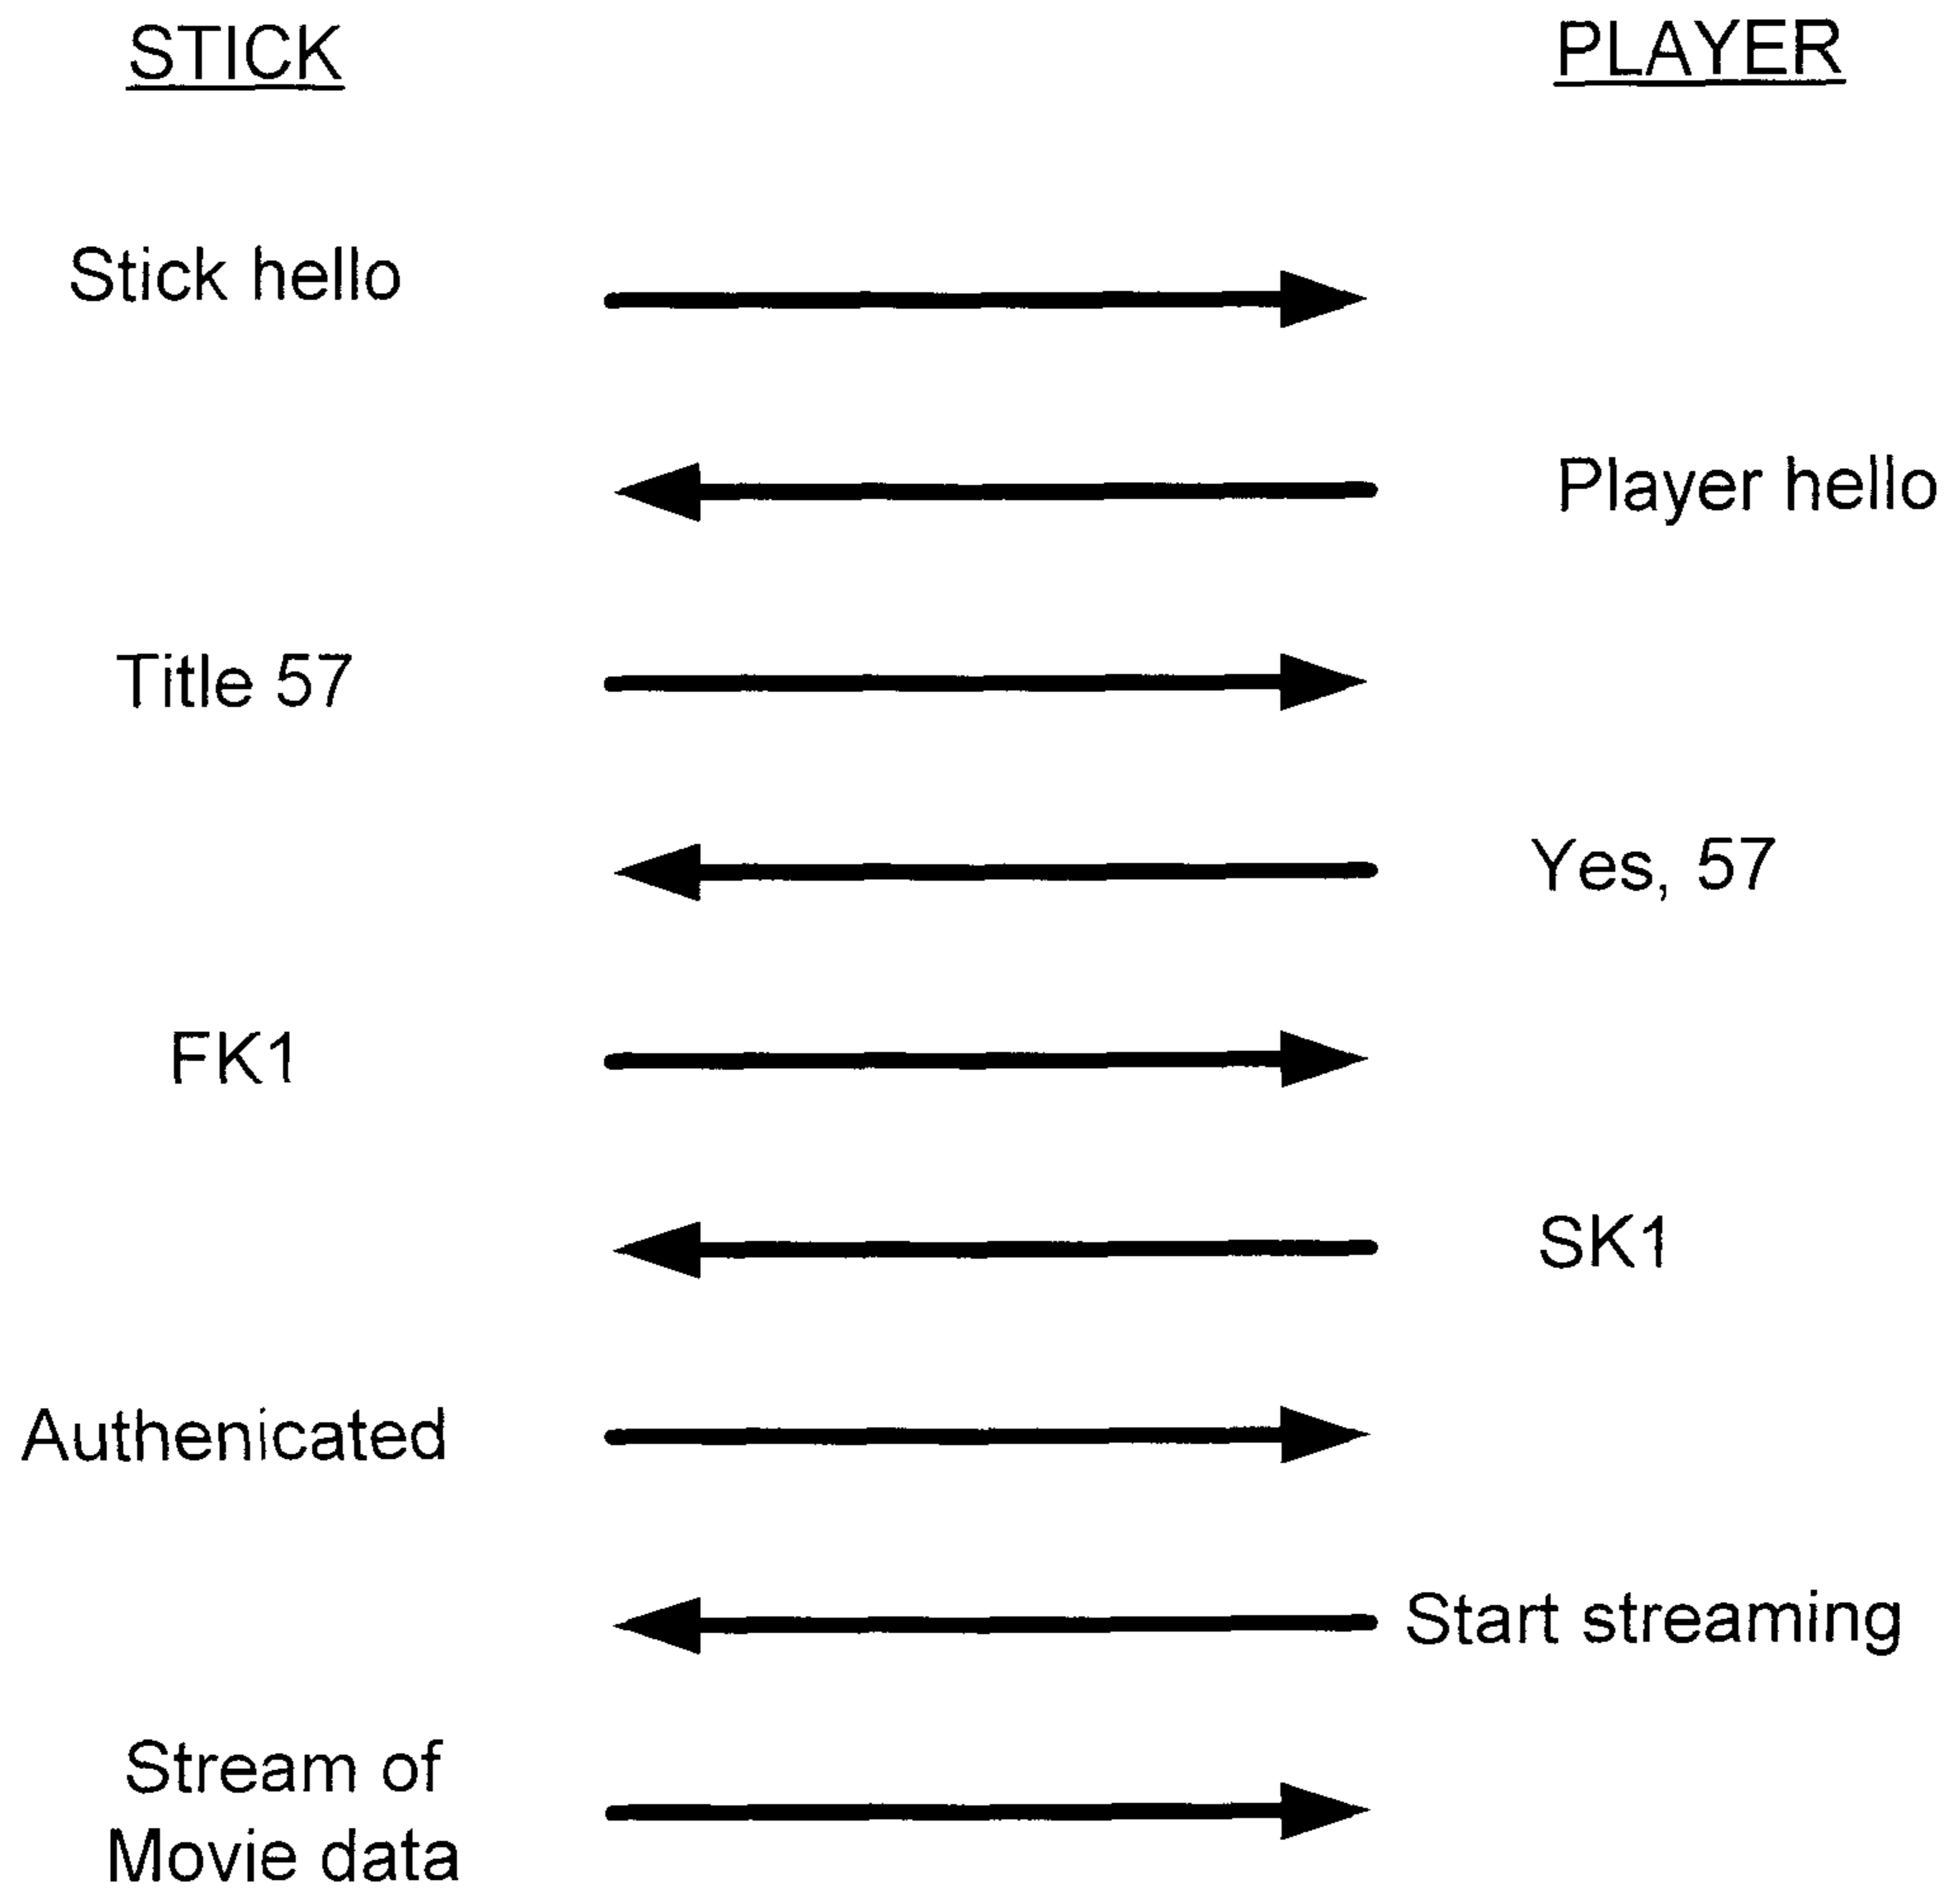 STICK
PLAYER
Stick hello
Player hello
Title 57
Yes, 57
FK1
SK1
Authenicated
Start streaming
Stream of
Movie data